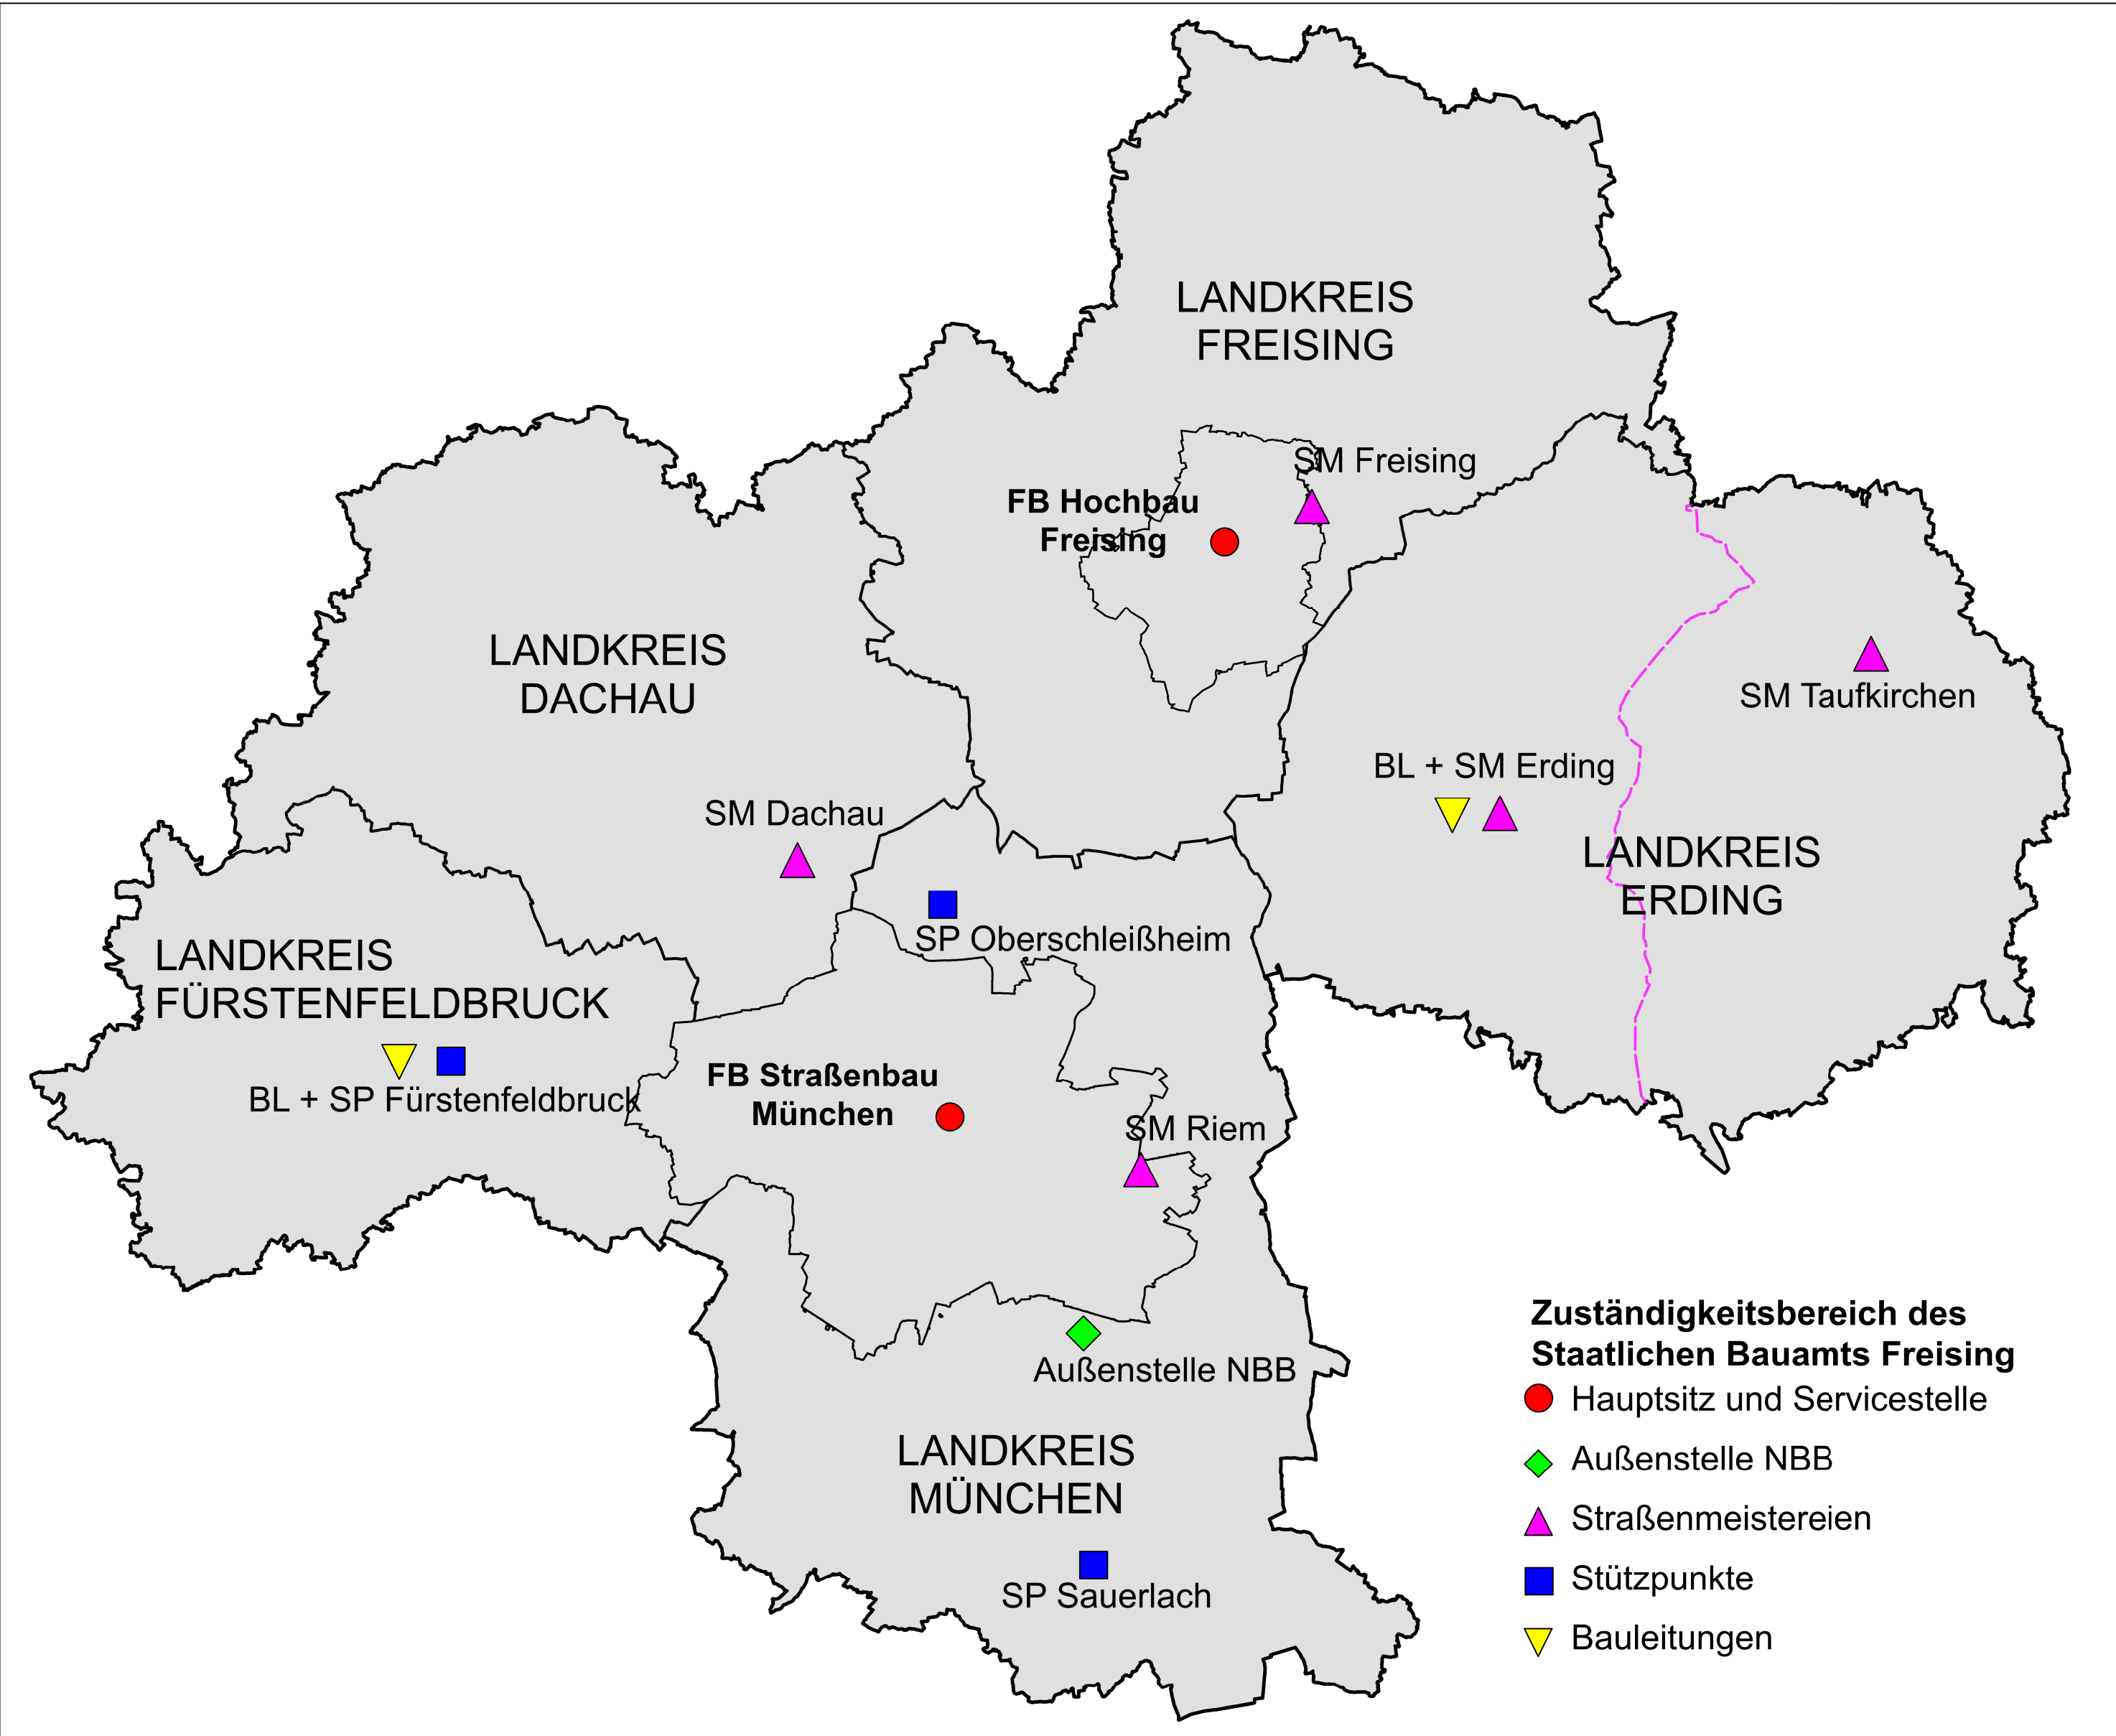 LANDKREIS
FREISING
SM Freising
FB Hochbau
Freising
LANDKREIS
DACHAU
SM Taufkirchen
BL + SM Erding
SM Dachau
LANDKREIS
ERDING
SP Oberschleißheim
LANDKREIS
FÜRSTENFELDBRUCK
BL + SP Fürstenfeldbruck
FB Straßenbau
München
SM Riem
Außenstelle NBB
LANDKREIS
MÜNCHEN
SP Sauerlach
Zuständigkeitsbereich des
Staatlichen Bauamts Freising
Hauptsitz und Servicestelle
Außenstelle NBB
Straßenmeistereien
Stützpunkte
Bauleitungen